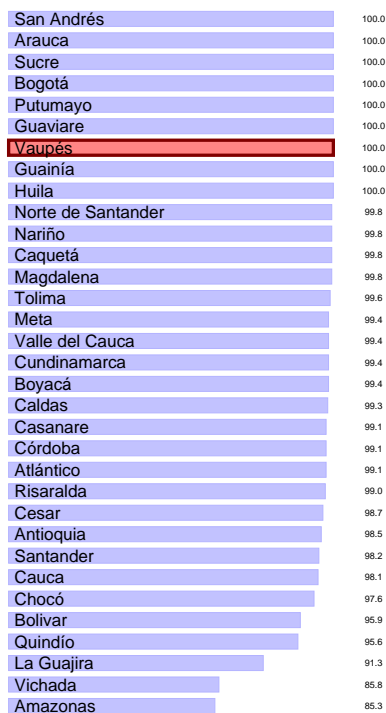 San Andrés 100.0
Arauca 100.0
Sucre 100.0
Bogotá 100.0
Putumayo 100.0
Guaviare 100.0
Vaupés 100.0
Guainía 100.0
Huila 100.0
Norte de Santander 99.8
Nariño 99.8
Caquetá 99.8
Magdalena 99.8
Tolima 99.6
Meta 99.4
Valle del Cauca 99.4
Cundinamarca 99.4
Boyacá 99.4
Caldas 99.3
Casanare 99.1
Córdoba 99.1
Atlántico 99.1
Risaralda 99.0
Cesar 98.7
Antioquia 98.5
Santander 98.2
Cauca 98.1
Chocó 97.6
Bolivar 95.9
Quindío 95.6
La Guajira 91.3
Vichada 85.8
Amazonas 85.3